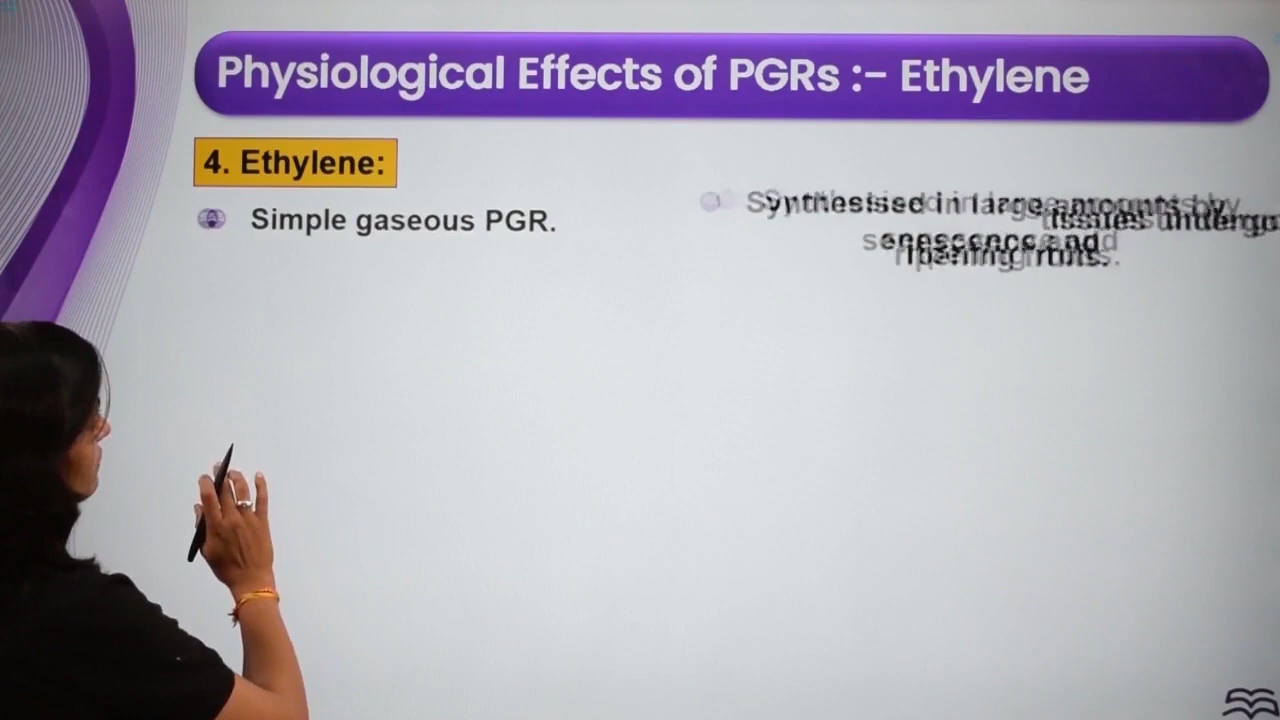 Physiological Effects of PGRs :- Ethylene
4. Ethylene:
Simple gaseous PGR.
Synthesised in large amounts by
tissues undergo
senescence and
ripening fruits.